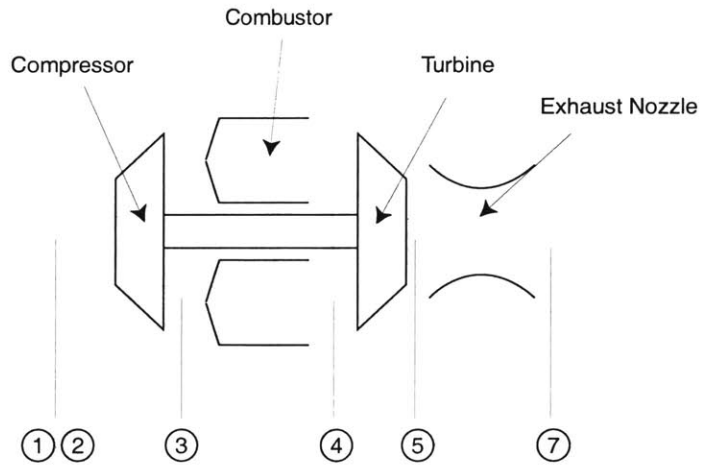 Combustor
Compressor
Turbine
Exhaust Nozzle
1 2 3 4 5 7